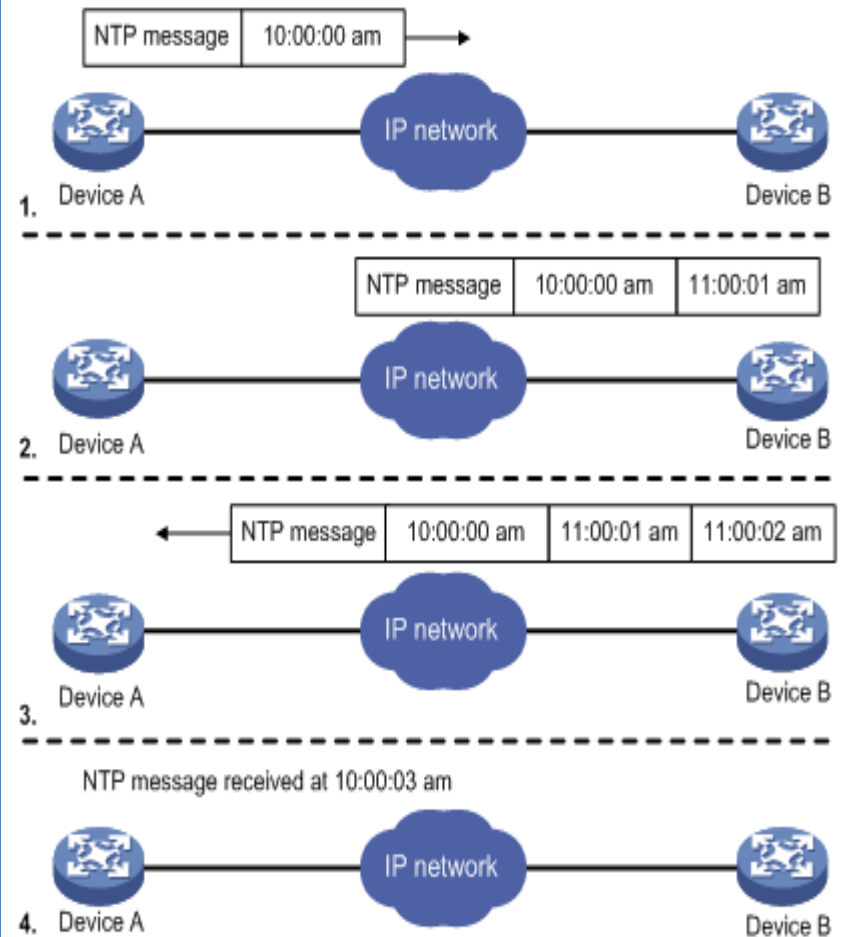 NTP message 10:00:00 am
IP network
Device A Device B
1.
NTP message 10:00:00 am 11:00:01 am
IP network
Device A Device B
2.
NTP message 10:00:00 am 11:00:01 am 11:00:02 am
IP network
Device A Device B
3.
NTP message received at 10:00:03 am
IP network
4. Device A Device B